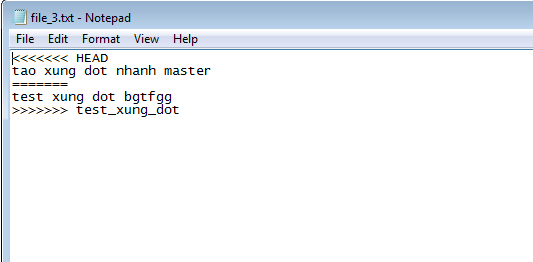 file_3.txt - Notepad
File Edit Format View Help
<<<<<<< HEAD
tao xung dot nhanh master
=======
test xung dot bgtfgg
>>>>>>> test_xung_dot